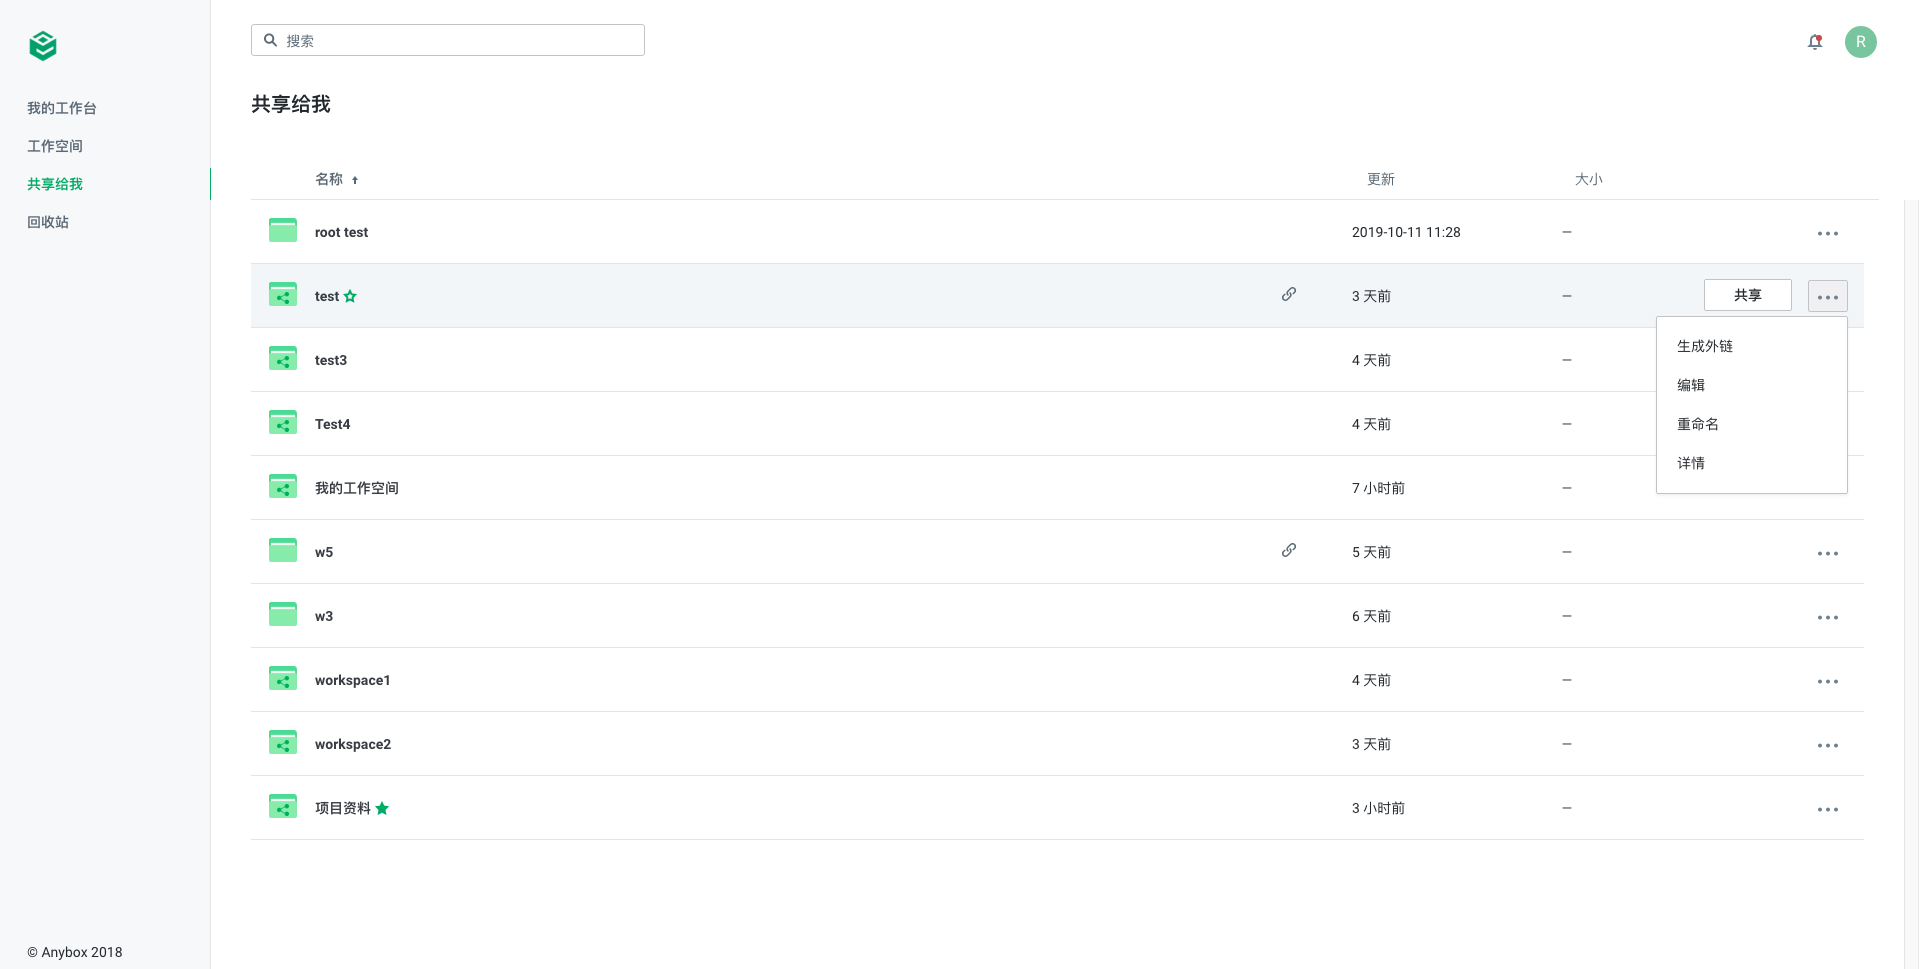 搜索
R
我的工作台
工作空间
共享给我
回收站
共享给我
名称 更新 大小
root test 2019-10-11 11:28 –
test 3 天前 – 共享
test3 4 天前 –
Test4 4 天前 –
我的工作空间 7 小时前 –
生成外链
编辑
重命名
详情
w5 5 天前 –
w3 6 天前 –
workspace1 4 天前 –
workspace2 3 天前 –
项目资料 3 小时前 –
© Anybox 2018